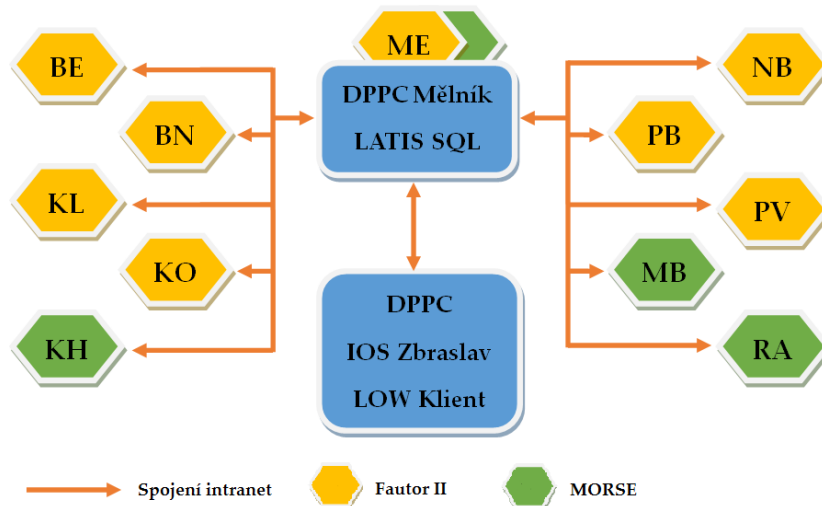 ME
BE
NB
DPPC Mělník
LATIS SQL
BN
PB
KL
PV
KO
MB
DPPC
IOS Zbraslav
LOW Klient
KH
RA
Spojení intranet
Fautor II
MORSE